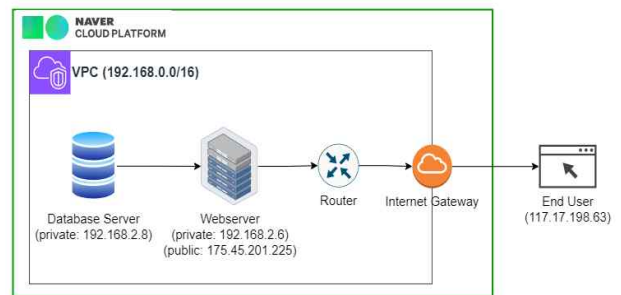 NAVER
CLOUD PLATFORM
VPC (192.168.0.0/16)
Database Server
(private: 192.168.2.8)
Webserver
(private: 192.168.2.6)
(public: 175.45.201.225)
Router
Internet Gateway
End User
(117.17.198.63)